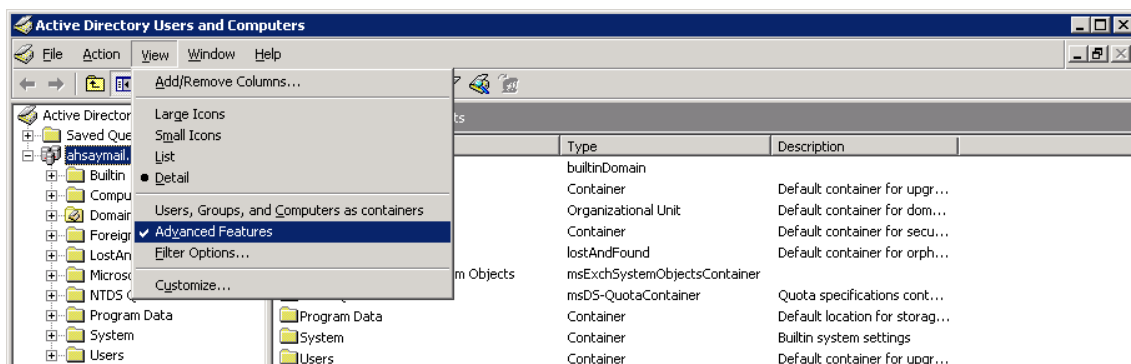 Active Directory Users and Computers
File Action View Window Help
Add/Remove Columns...
Large Icons
Small Icons
List
Detail
Users, Groups, and Computers as containers
Advanced Features
Filter Options...
Customize...
Active Director
Saved Que
ahsaymail.
Builtin
Compu
Domair
Foreigr
LostAn
Microso
NTDS
Program Data
System
Users
ts
Type Description
builtinDomain
Container Default container for upgr...
Organizational Unit Default container for dom...
Container Default container for secu...
lostAndFound Default container for orph...
m Objects msExchSystemObjectsContainer
msDS-QuotaContainer Quota specifications cont...
Program Data Container Default location for storag...
System Container Builtin system settings
Users Container Default container for upgr...